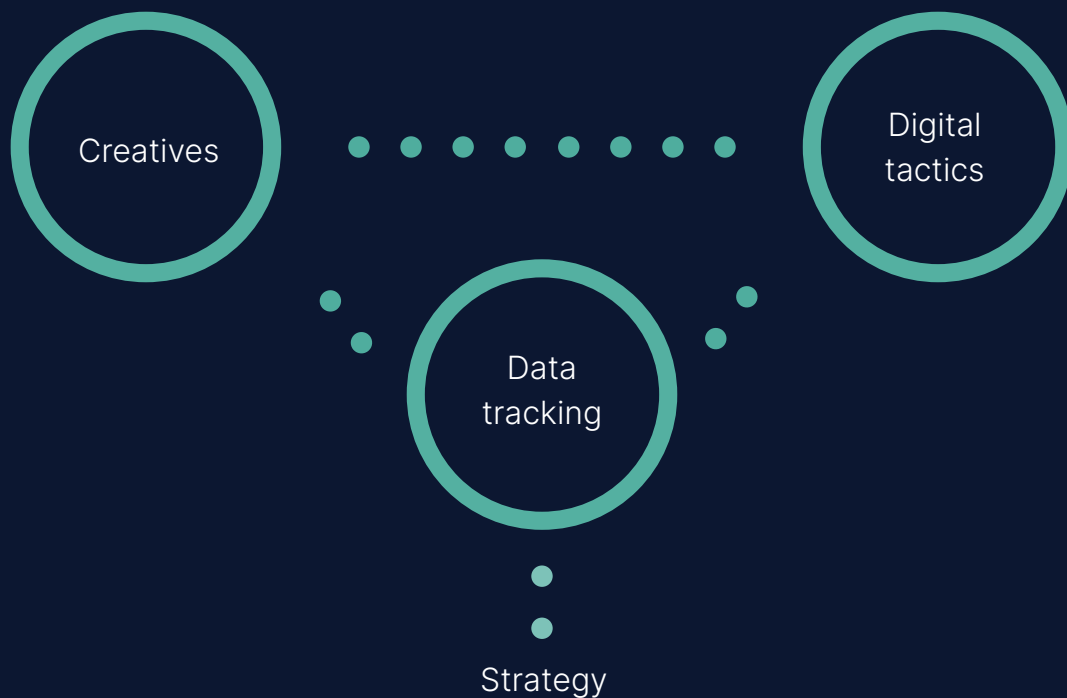 Creatives
Digital
tactics
Data
tracking
Strategy